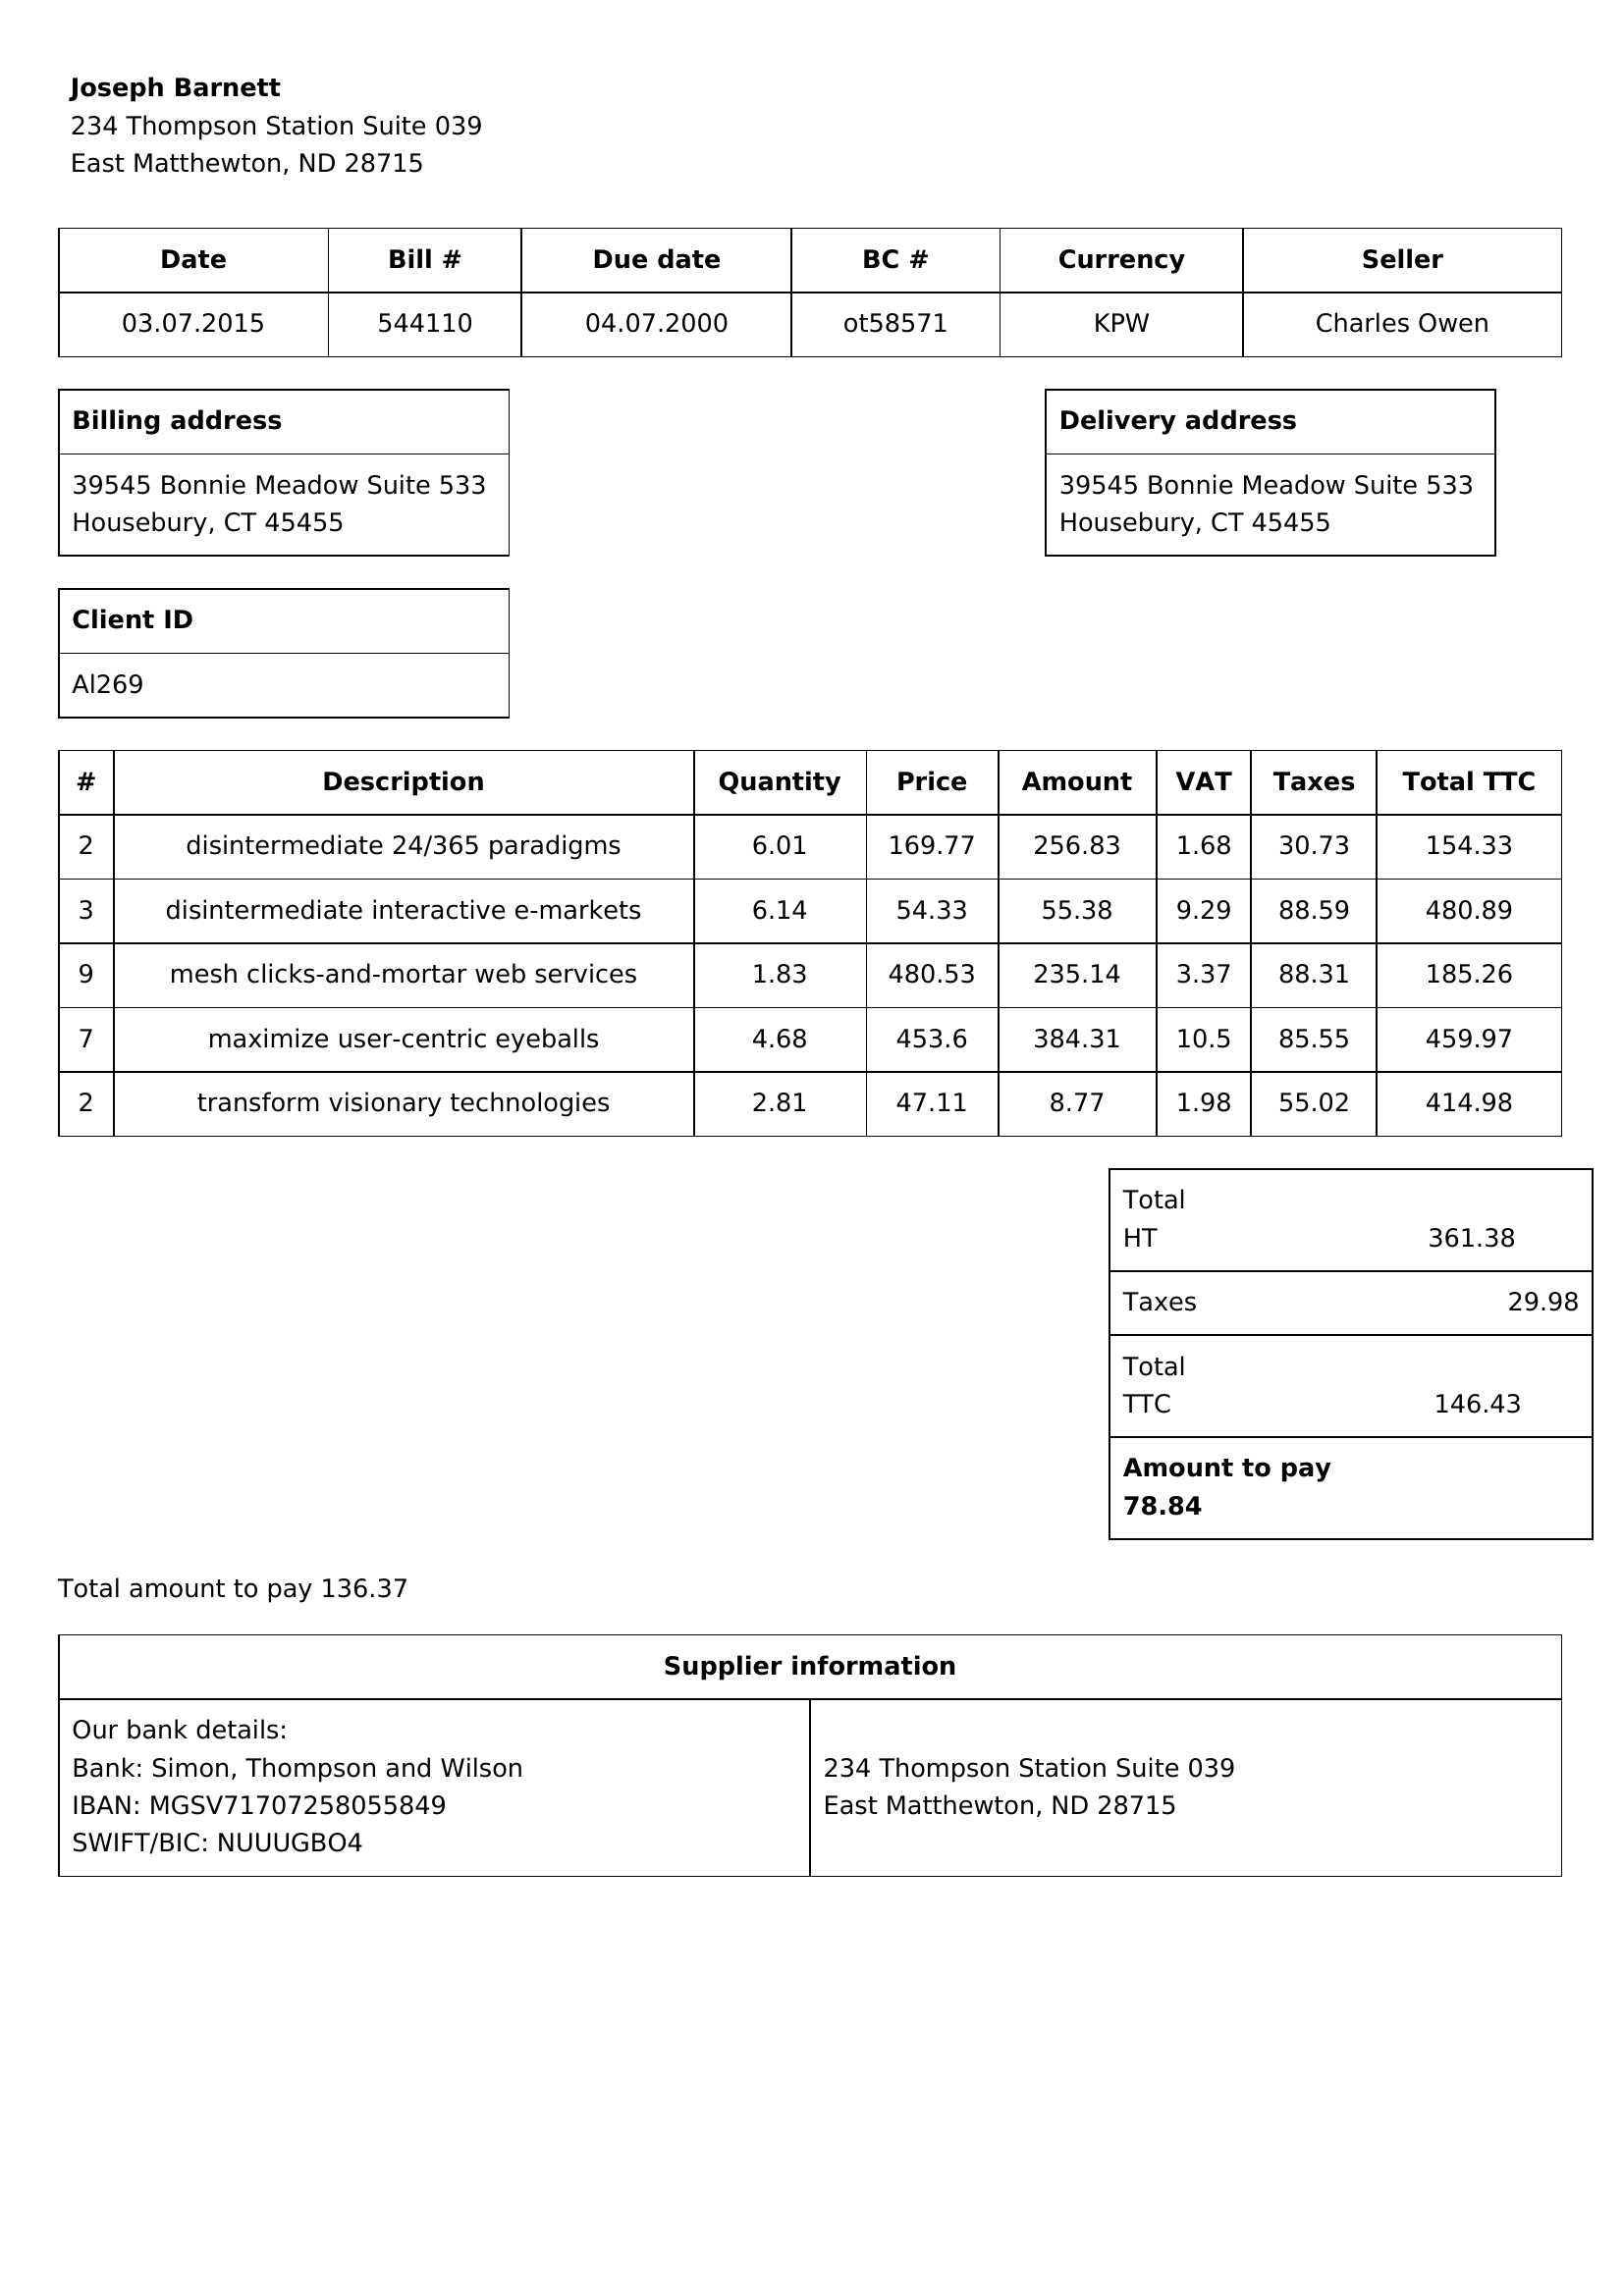 Joseph Barnett
234 Thompson Station Suite 039
East Matthewton, ND 28715
Date Bill # Due date BC # Currency Seller
03.07.2015 544110 04.07.2000 ot58571 KPW Charles Owen
Billing address
39545 Bonnie Meadow Suite 533
Housebury, CT 45455
Delivery address
39545 Bonnie Meadow Suite 533
Housebury, CT 45455
Client ID
Al269
# Description Quantity Price Amount VAT Taxes Total TTC
2 disintermediate 24/365 paradigms 6.01 169.77 256.83 1.68 30.73 154.33
3 disintermediate interactive e-markets 6.14 54.33 55.38 9.29 88.59 480.89
9 mesh clicks-and-mortar web services 1.83 480.53 235.14 3.37 88.31 185.26
7 maximize user-centric eyeballs 4.68 453.6 384.31 10.5 85.55 459.97
2 transform visionary technologies 2.81 47.11 8.77 1.98 55.02 414.98
Total
HT 361.38
Taxes 29.98
Total
TTC 146.43
Amount to pay
78.84
Total amount to pay 136.37
Supplier information
Our bank details:
Bank: Simon, Thompson and Wilson
IBAN: MGSV71707258055849
SWIFT/BIC: NUUUGBO4
234 Thompson Station Suite 039
East Matthewton, ND 28715